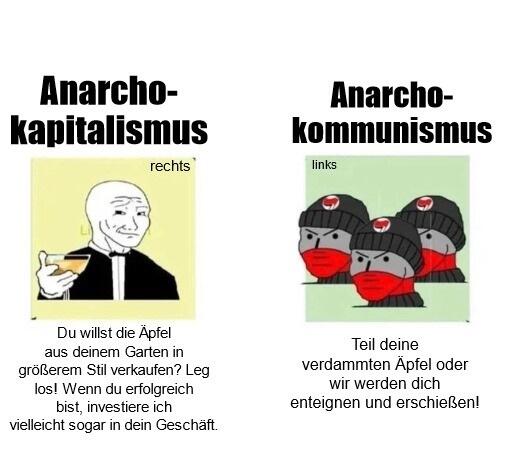 Anarcho-
kapitalismus
rechts
Du willst die Äpfel
aus deinem Garten in
größerem Stil verkaufen? Leg
los! Wenn du erfolgreich
bist, investiere ich
vielleicht sogar in dein Geschäft.
Anarcho-
kommunismus
links
Teil deine
verdammten Äpfel oder
wir werden dich
enteignen und erschießen!